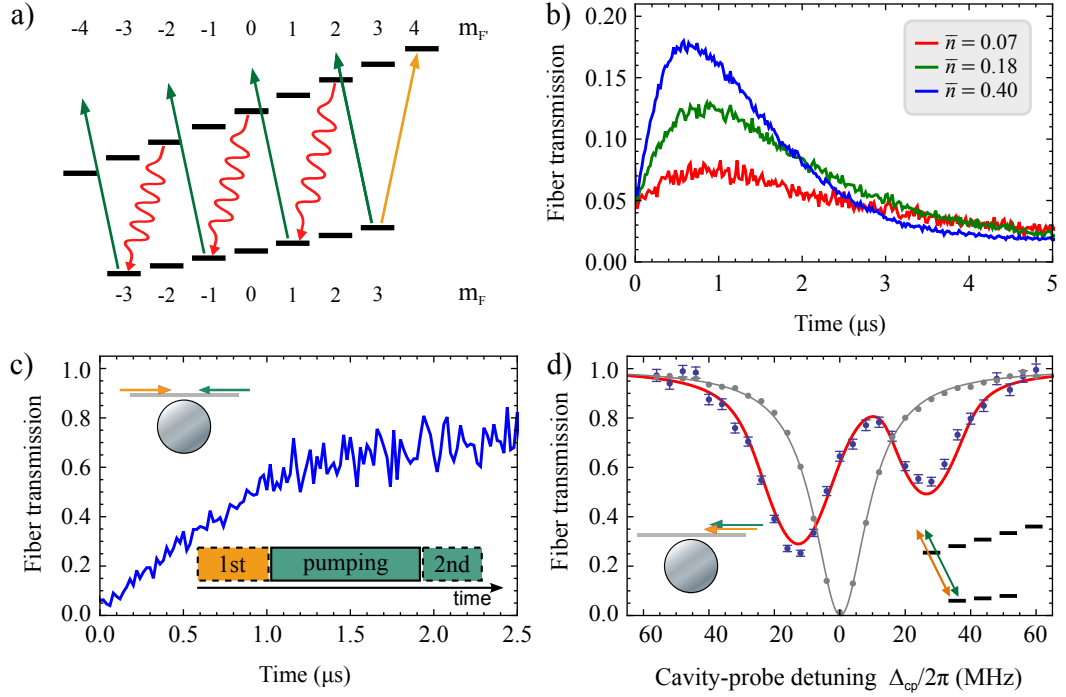 a)
-4 -3 -2 -1 0 1 2 3 4 m_F'
-3 -2 -1 0 1 2 3 m_F
b)
Fiber transmission
0.20
0.15
0.10
0.05
0.00
n̅ = 0.07
n̅ = 0.18
n̅ = 0.40
0 1 2 3 4 5
Time (μs)
c)
Fiber transmission
1.0
0.8
0.6
0.4
0.2
0.0
1st pumping 2nd
time
0.0 0.5 1.0 1.5 2.0 2.5
Time (μs)
d)
Fiber transmission
1.0
0.8
0.6
0.4
0.2
0.0
60 40 20 0 20 40 60
Cavity-probe detuning Δ_cp/2π (MHz)